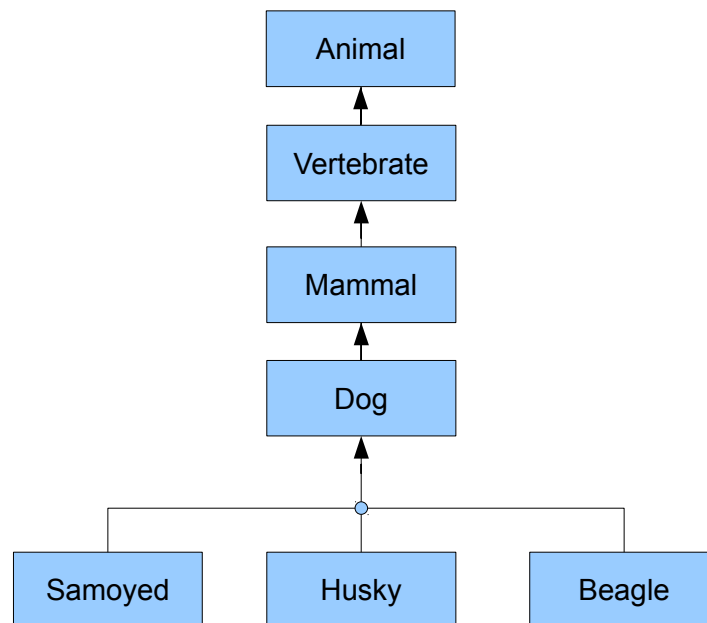 Animal
Vertebrate
Mammal
Dog
Samoyed
Husky
Beagle